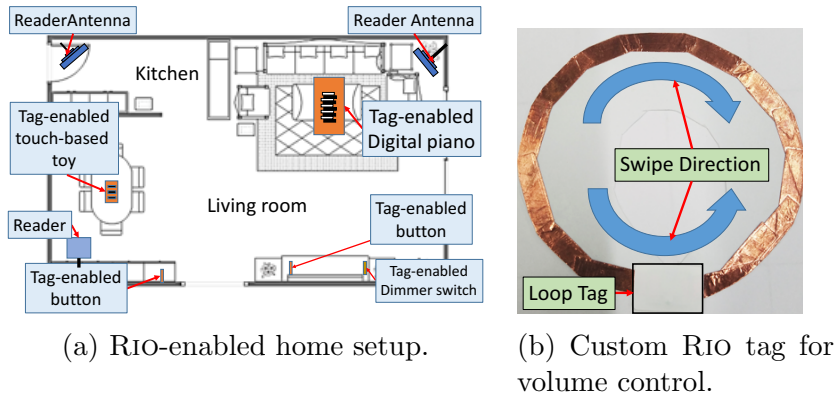 ReaderAntenna
Reader Antenna
Kitchen
Tag-enabled
touch-based
toy
Tag-enabled
Digital piano
Living room
Reader
Tag-enabled
button
Tag-enabled
button
Tag-enabled
Dimmer switch
(a) RIO-enabled home setup.
Swipe Direction
Loop Tag
(b) Custom RIO tag for
volume control.